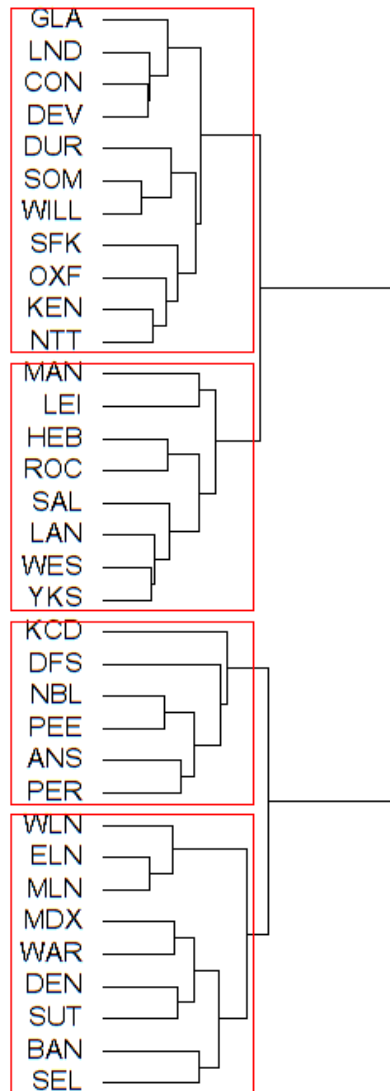 GLA
LND
CON
DEV
DUR
SOM
WILL
SFK
OXF
KEN
NTT
MAN
LEI
HEB
ROC
SAL
LAN
WES
YKS
KCD
DFS
NBL
PEE
ANS
PER
WLN
ELN
MLN
MDX
WAR
DEN
SUT
BAN
SEL